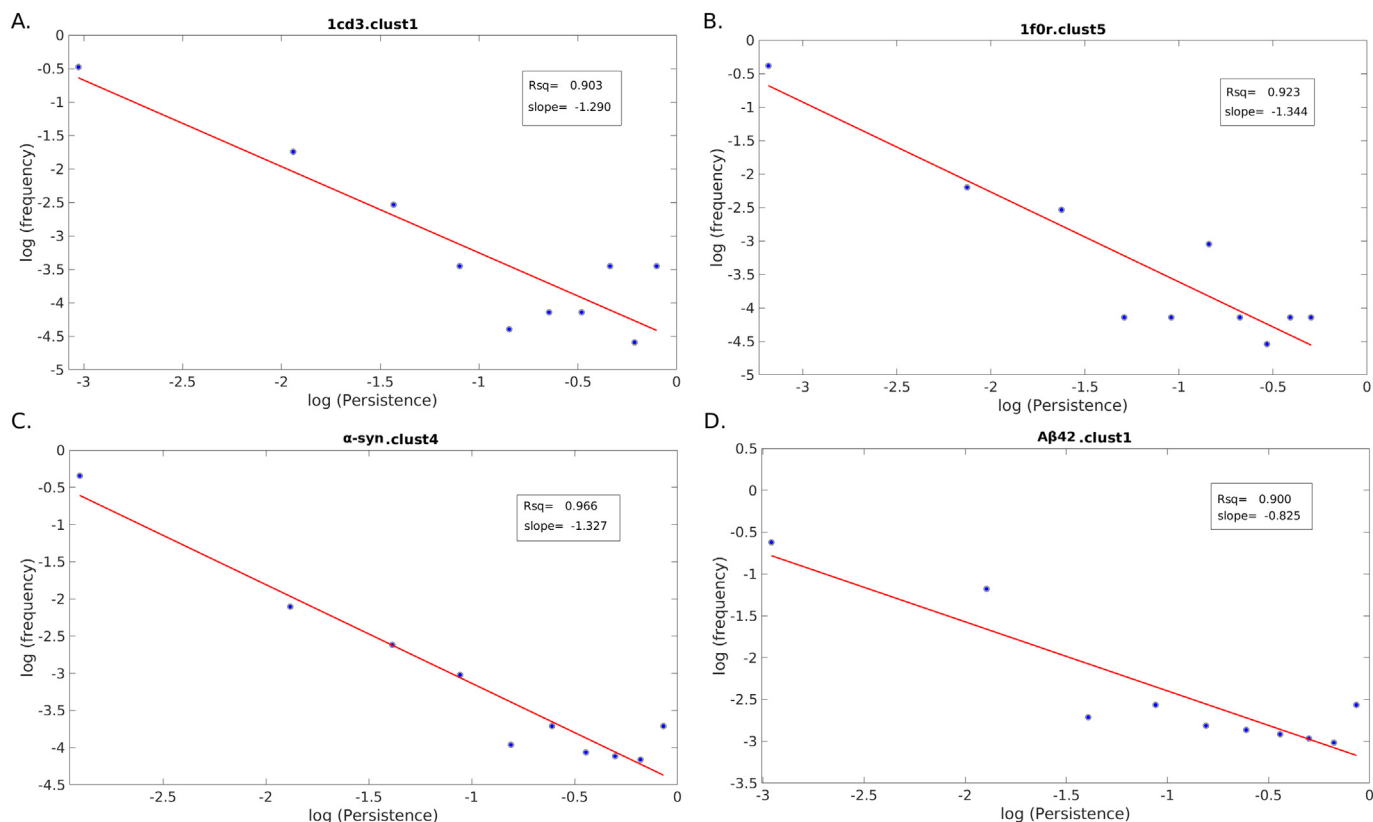 A.
1cd3.clust1
0
-0.5
-1
-1.5
-2
-2.5
-3
-3.5
-4
-4.5
-5
log (frequency)
Rsq= 0.903
slope= -1.290
-3 -2.5 -2 -1.5 -1 -0.5 0
log (Persistence)
B.
1f0r.clust5
0
-0.5
-1
-1.5
-2
-2.5
-3
-3.5
-4
-4.5
-5
log (frequency)
Rsq= 0.923
slope= -1.344
-3 -2.5 -2 -1.5 -1 -0.5 0
log (Persistence)
C.
α-syn.clust4
0
-0.5
-1
-1.5
-2
-2.5
-3
-3.5
-4
-4.5
log (frequency)
Rsq= 0.966
slope= -1.327
-2.5 -2 -1.5 -1 -0.5 0
log (Persistence)
D.
Aβ42.clust1
0.5
0
-0.5
-1
-1.5
-2
-2.5
-3
-3.5
log (frequency)
Rsq= 0.900
slope= -0.825
-3 -2.5 -2 -1.5 -1 -0.5 0
log (Persistence)